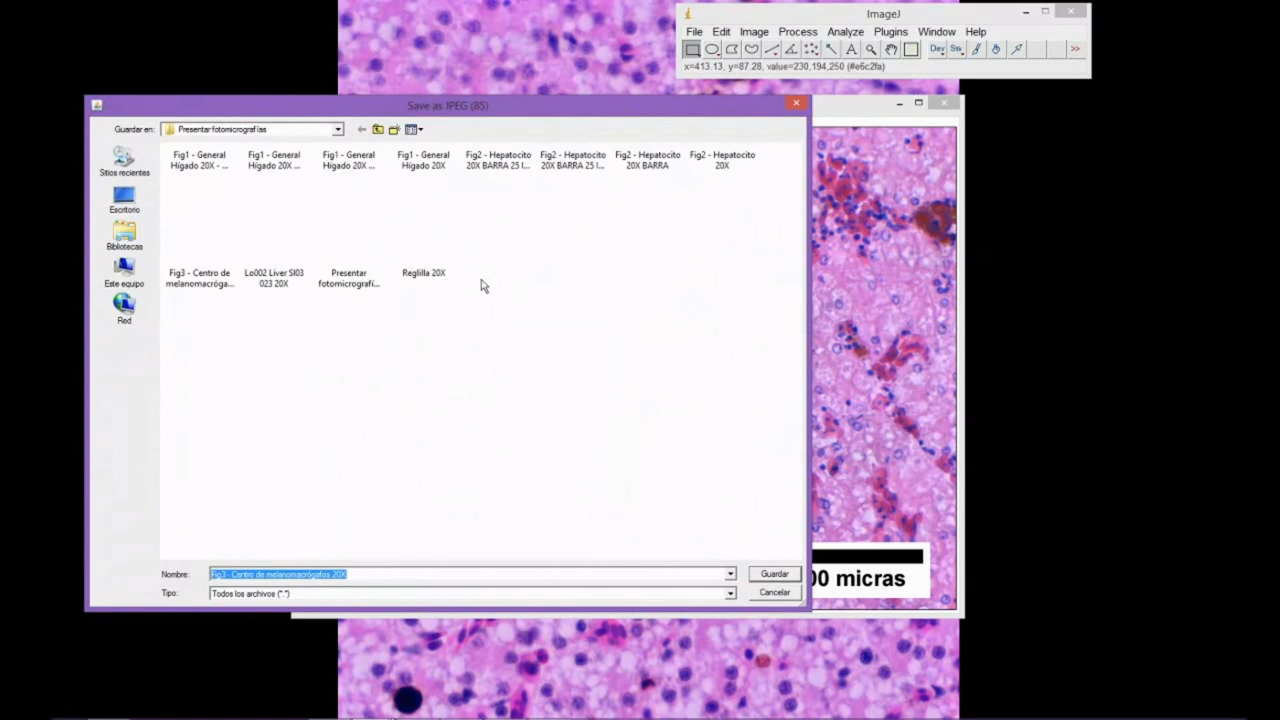 ImageJ
File Edit Image Process Analyze Plugins Window Help
Dev Stk >>
x=413.13, y=87.28, value=230,194,250 (#e6c2fa)
Save as JPEG (85)
Guardar en: Presentar fotomicrografías
Sitios recientes
Escritorio
Bibliotecas
Este equipo
Red
Fig1 - General Hígado 20X - ...
Fig1 - General Hígado 20X ...
Fig1 - General Hígado 20X ...
Fig1 - General Hígado 20X
Fig2 - Hepatocito 20X BARRA 25 l...
Fig2 - Hepatocito 20X BARRA 25 l...
Fig2 - Hepatocito 20X BARRA
Fig2 - Hepatocito 20X
Fig3 - Centro de melanomacróga...
Lo002 Liver Sl03 023 20X
Presentar fotomicrografí...
Reglilla 20X
Nombre: Fig3 - Centro de melanomacrógafos 20X
Guardar
Tipo: Todos los archivos (*.*)
Cancelar
00 micras